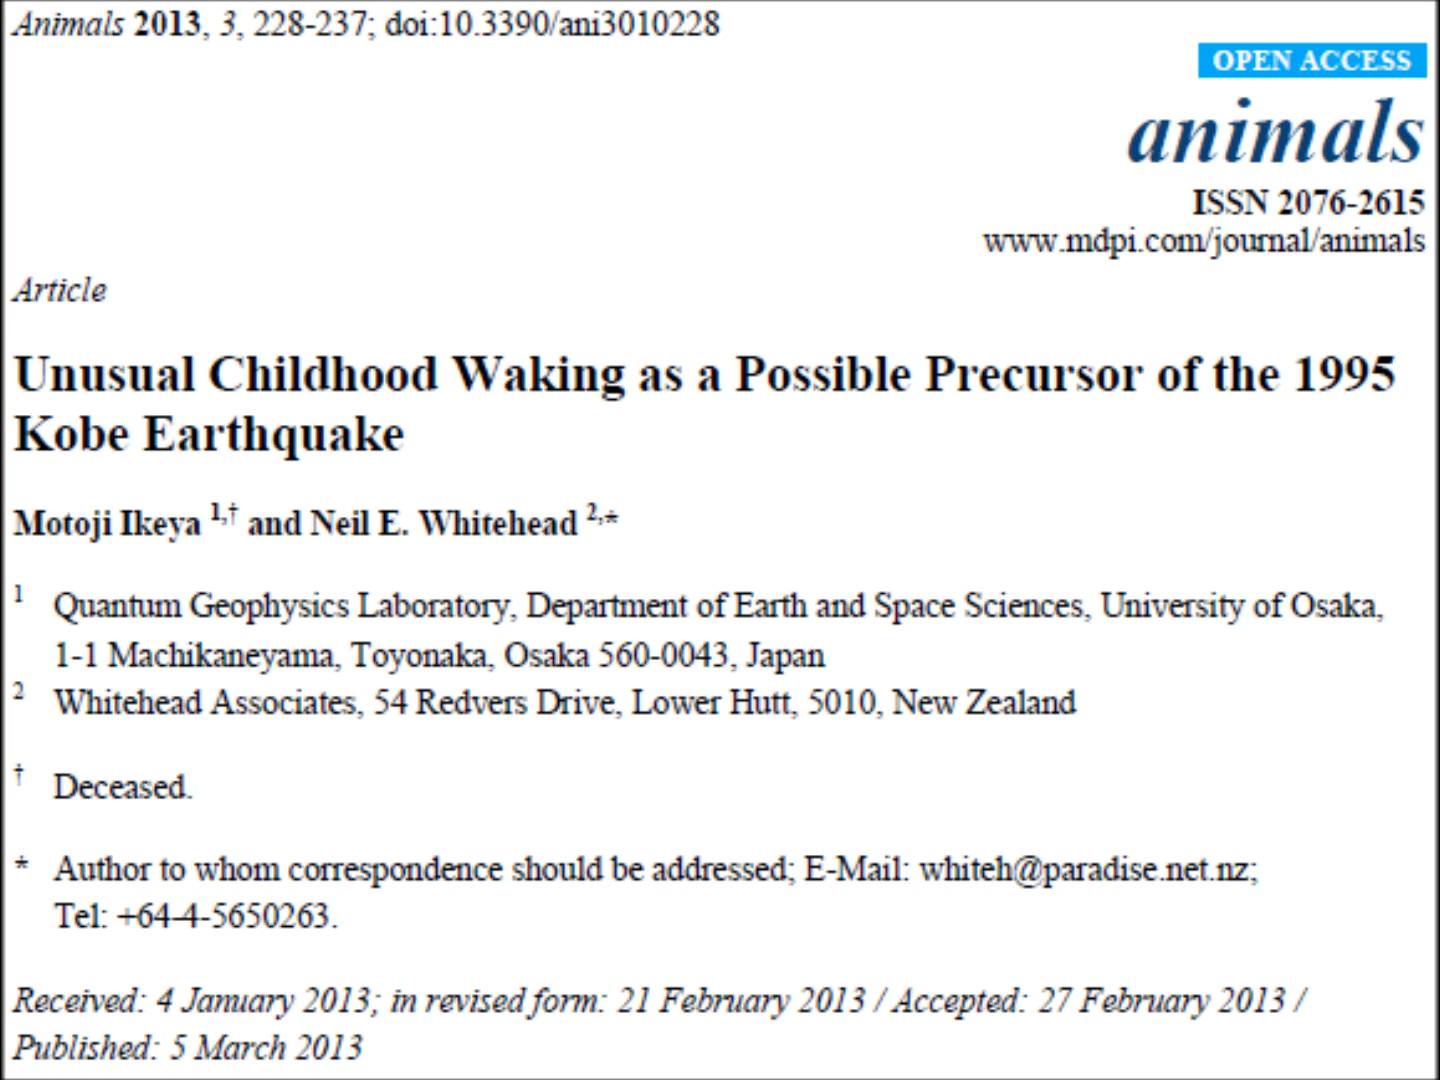 Animals 2013, 3, 228-237; doi:10.3390/ani3010228
OPEN ACCESS
animals
ISSN 2076-2615
www.mdpi.com/journal/animals
Article
Unusual Childhood Waking as a Possible Precursor of the 1995
Kobe Earthquake
Motoji Ikeya 1,† and Neil E. Whitehead 2,*
1 Quantum Geophysics Laboratory, Department of Earth and Space Sciences, University of Osaka,
1-1 Machikaneyama, Toyonaka, Osaka 560-0043, Japan
2 Whitehead Associates, 54 Redvers Drive, Lower Hutt, 5010, New Zealand
† Deceased.
* Author to whom correspondence should be addressed; E-Mail: whiteh@paradise.net.nz;
Tel: +64-4-5650263.
Received: 4 January 2013; in revised form: 21 February 2013 / Accepted: 27 February 2013 /
Published: 5 March 2013